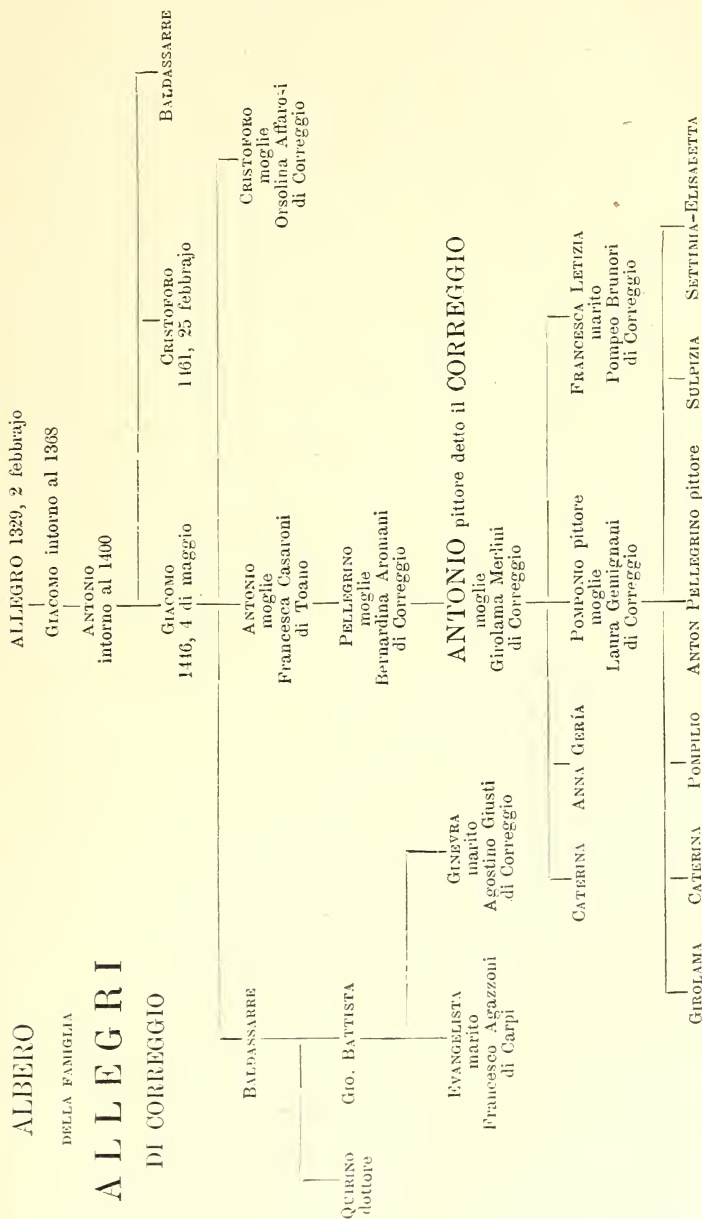 ALBERO
DELLA FAMIGLIA
ALLEGRI
DI CORREGGIO
ALLEGRO 1329, 2 febbrajo
GIACOMO intorno al 1368
ANTONIO
intorno al 1400
GIACOMO
1446, 4 di maggio
CRISTOFORO
1461, 25 febbrajo
BALDASSARRE
BALDASSARRE
ANTONIO
moglie
Francesca Casaroni
di Toano
CRISTOFORO
moglie
Orsolina Affarosi
di Correggio
QUIRINO
dottore
GIO. BATTISTA
PELLEGRINO
moglie
Bernardina Aromani
di Correggio
EVANGELISTA
marito
Francesco Agazzoni
di Carpi
GINEVRA
marito
Agostino Giusti
di Correggio
ANTONIO pittore detto il CORREGGIO
moglie
Girolama Merlini
di Correggio
CATERINA
ANNA GERÍA
POMPONIO pittore
moglie
Laura Gemignani
di Correggio
FRANCESCA LETIZIA
marito
Pompeo Brunori
di Correggio
GIROLAMA
CATERINA
POMPILIO
ANTON PELLEGRINO pittore
SULPIZIA
SETTIMIA-ELISABETTA